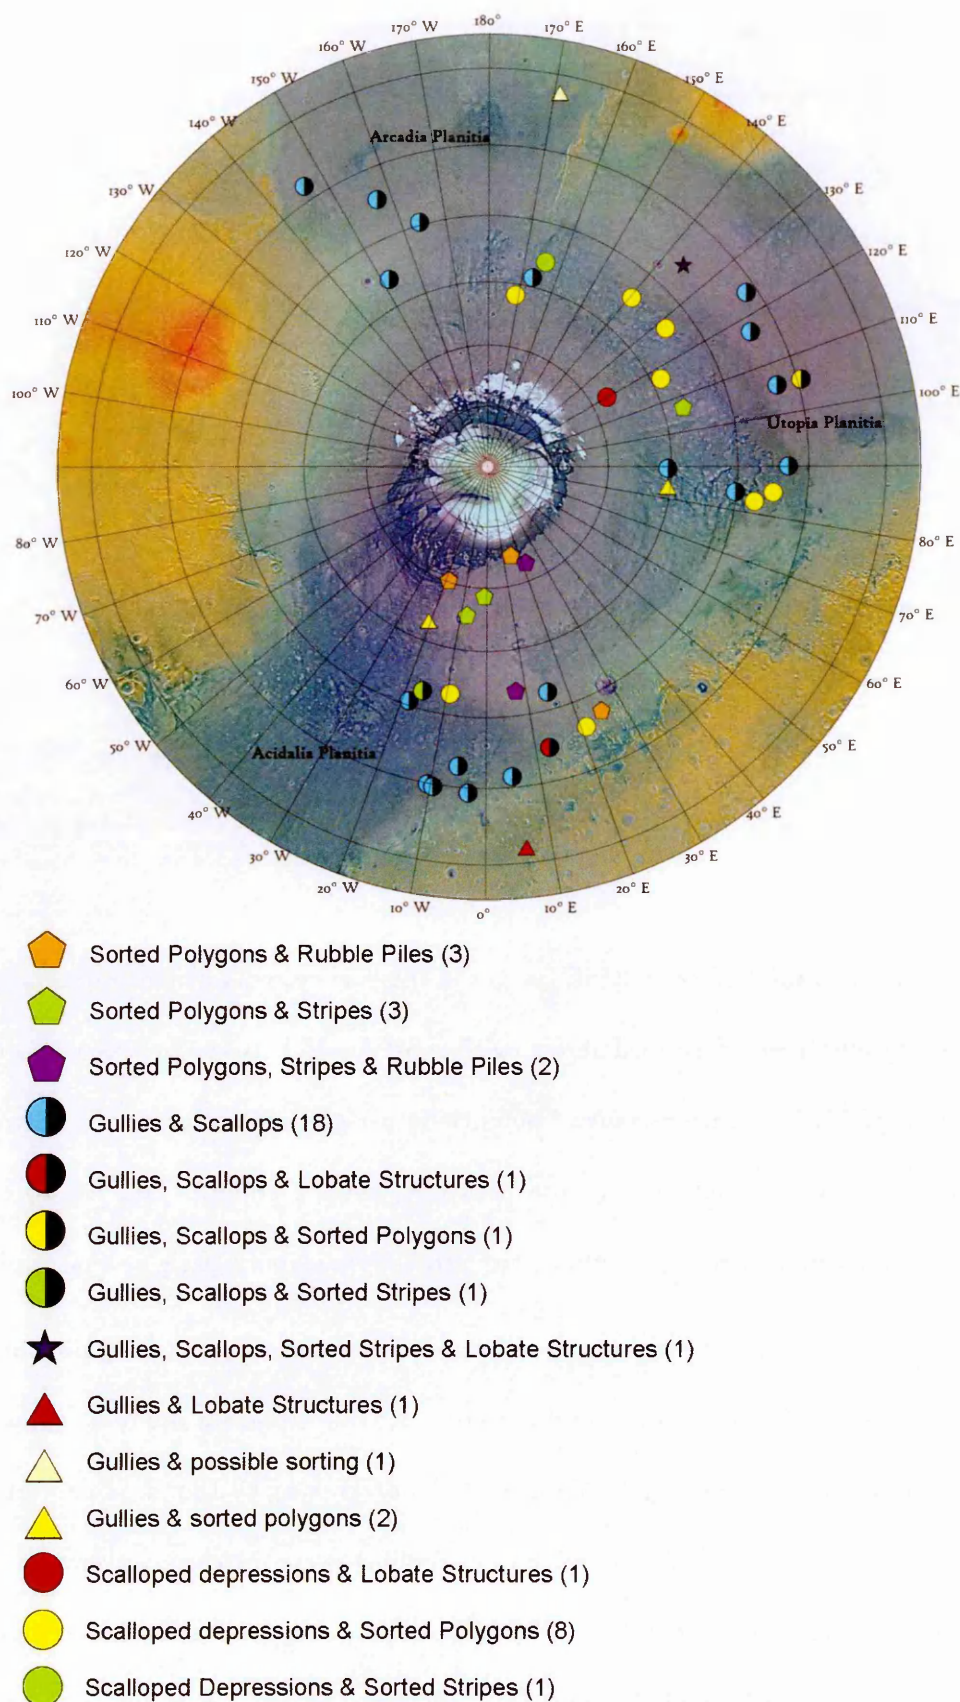 180°
170° W
170° E
160° W
160° E
150° W
150° E
140° W
140° E
Arcadia Planitia
130° W
130° E
120° W
120° E
110° W
110° E
100° W
100° E
Utopia Planitia
80° W
80° E
70° W
70° E
60° W
60° E
50° W
50° E
Acidalia Planitia
40° W
40° E
30° W
30° E
20° W
20° E
10° W
10° E
0°
Sorted Polygons & Rubble Piles (3)
Sorted Polygons & Stripes (3)
Sorted Polygons, Stripes & Rubble Piles (2)
Gullies & Scallops (18)
Gullies, Scallops & Lobate Structures (1)
Gullies, Scallops & Sorted Polygons (1)
Gullies, Scallops & Sorted Stripes (1)
Gullies, Scallops, Sorted Stripes & Lobate Structures (1)
Gullies & Lobate Structures (1)
Gullies & possible sorting (1)
Gullies & sorted polygons (2)
Scalloped depressions & Lobate Structures (1)
Scalloped depressions & Sorted Polygons (8)
Scalloped Depressions & Sorted Stripes (1)